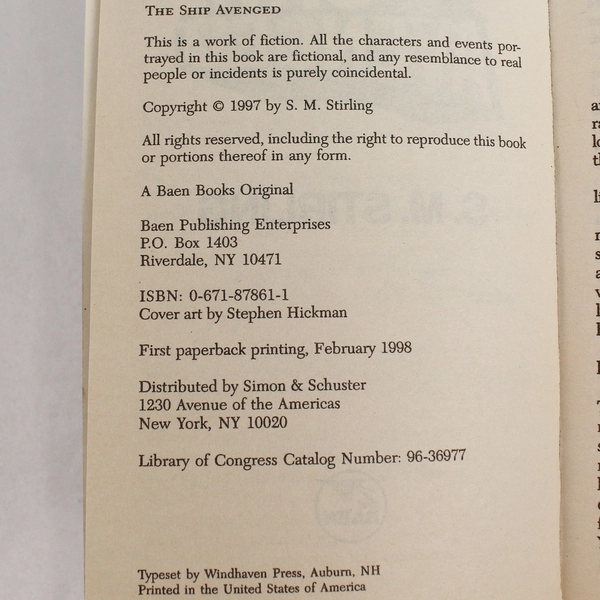 THE SHIP AVENGED
This is a work of fiction. All the characters and events por-
trayed in this book are fictional, and any resemblance to real
people or incidents is purely coincidental.
Copyright © 1997 by S. M. Stirling
All rights reserved, including the right to reproduce this book
or portions thereof in any form.
A Baen Books Original
Baen Publishing Enterprises
P.O. Box 1403
Riverdale, NY 10471
ISBN: 0-671-87861-1
Cover art by Stephen Hickman
First paperback printing, February 1998
Distributed by Simon & Schuster
1230 Avenue of the Americas
New York, NY 10020
Library of Congress Catalog Number: 96-36977
Typeset by Windhaven Press, Auburn, NH
Printed in the United States of America